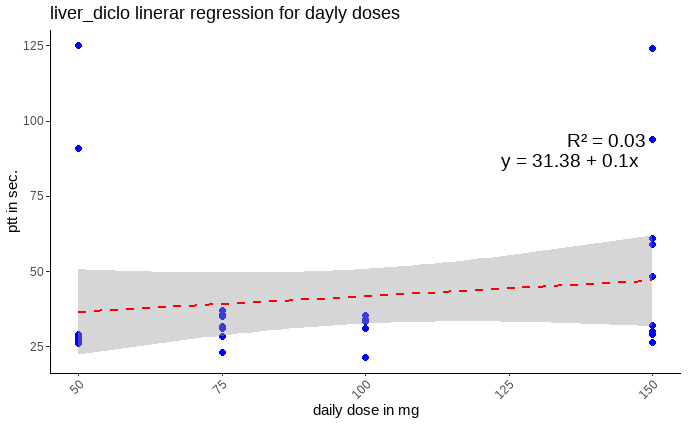 liver_diclo linerar regression for dayly doses
125
100
75
50
25
ptt in sec.
R² = 0.03
y = 31.38 + 0.1x
50
75
100
125
150
daily dose in mg